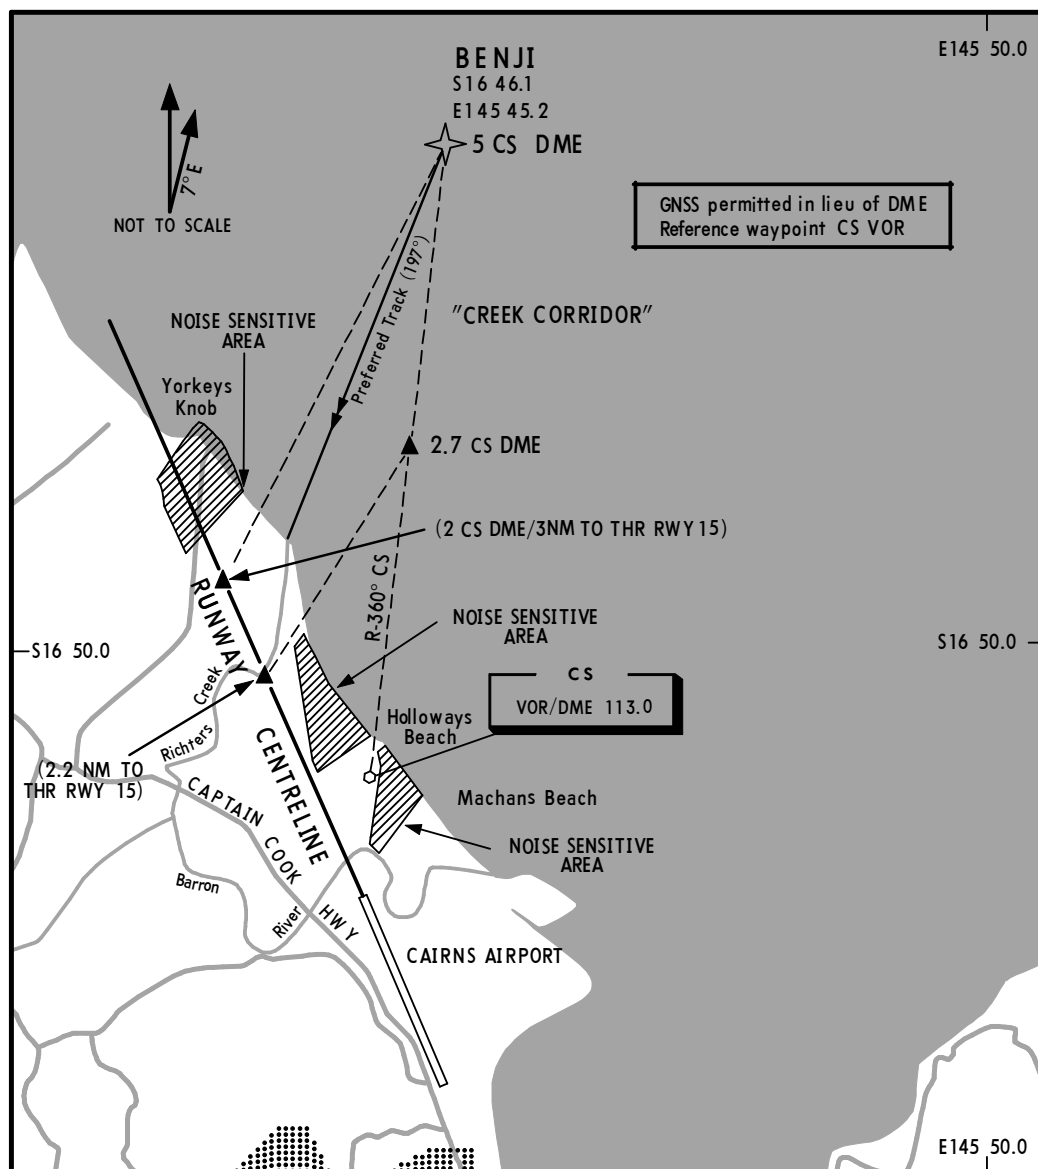 E145 50.0
BENJI
S16 46.1
E145 45.2
5 CS DME
7° E
NOT TO SCALE
GNSS permitted in lieu of DME
Reference waypoint CS VOR
Preferred Track (197°)
"CREEK CORRIDOR"
NOISE SENSITIVE
AREA
Yorkeys
Knob
2.7 CS DME
(2 CS DME/3NM TO THR RWY 15)
R-360° CS
RUNWAY
NOISE SENSITIVE
AREA
S16 50.0
S16 50.0
CS
VOR/DME 113.0
Creek
Richters
Holloways
Beach
(2.2 NM TO
THR RWY 15)
CENTRELINE
CAPTAIN COOK HWY
Machans Beach
NOISE SENSITIVE
AREA
Barron
River
CAIRNS AIRPORT
E145 50.0